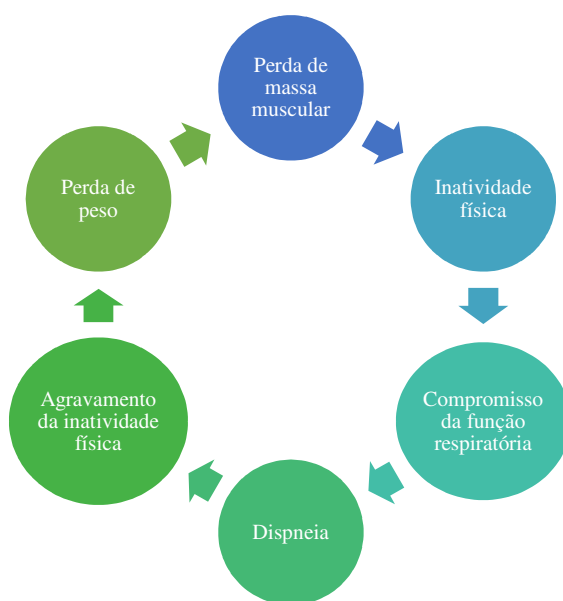 Perda de
massa
muscular
Inatividade
física
Compromisso
da função
respiratória
Dispneia
Agravamento
da inatividade
física
Perda de
peso